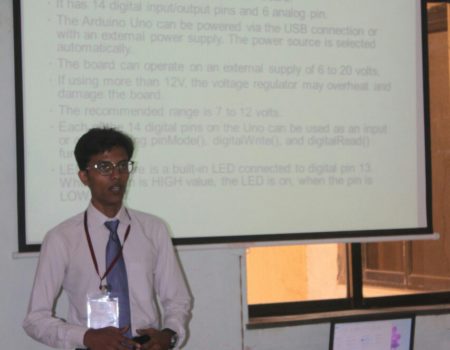 It has 14 digital input/output pins and 6 analog pin.
The Arduino Uno can be powered via the USB connection or
with an external power supply. The power source is selected
automatically.
The board can operate on an external supply of 6 to 20 volts,
If using more than 12V, the voltage regulator may overheat and
damage the board.
The recommended range is 7 to 12 volts.
Each 14 digital pins on the Uno can be used as an input
or pinMode(), digitalWrite(), and digitalRead()
LED is a built-in LED connected to digital pin 13.
is HIGH value, the LED is on, when the pin is
LOW